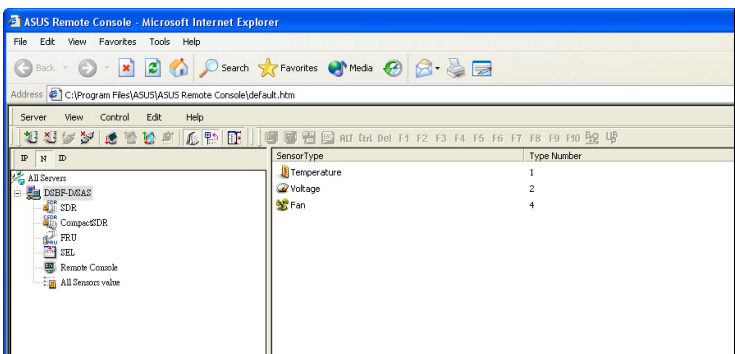 ASUS Remote Console - Microsoft Internet Explorer
File Edit View Favorites Tools Help
Back Search Favorites Media
Address C:\Program Files\ASUS\ASUS Remote Console\default.htm
Server View Control Edit Help
ALT Ctrl Del F1 F2 F3 F4 F5 F6 F7 F8 F9 F10
IP N ID
SensorType Type Number
All Servers
Temperature 1
DSBF-D/SAS
Voltage 2
SDR
Fan 4
CompactSDR
FRU
SEL
Remote Console
All Sensors value